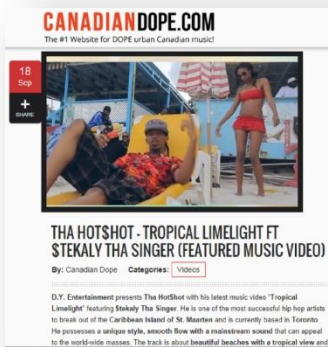 CANADIANDOPE.COM
The #1 Website for DOPE urban Canadian music!
18
Sep
+
SHARE
THA HOT$HOT - TROPICAL LIMELIGHT FT
$TEKALY THA SINGER (FEATURED MUSIC VIDEO)
By: Canadian Dope Categories: Videos
D.Y. Entertainment presents Tha Hot$hot with his latest music video "Tropical
Limelight" featuring $tekaly Tha Singer. He is one of the most successful hip hop artists
to break out of the Caribbean Island of St. Maarten and is currently based in Toronto.
He possesses a unique style, smooth flow with a mainstream sound that can appeal
to the world-wide masses. The track is about beautiful beaches with a tropical view and